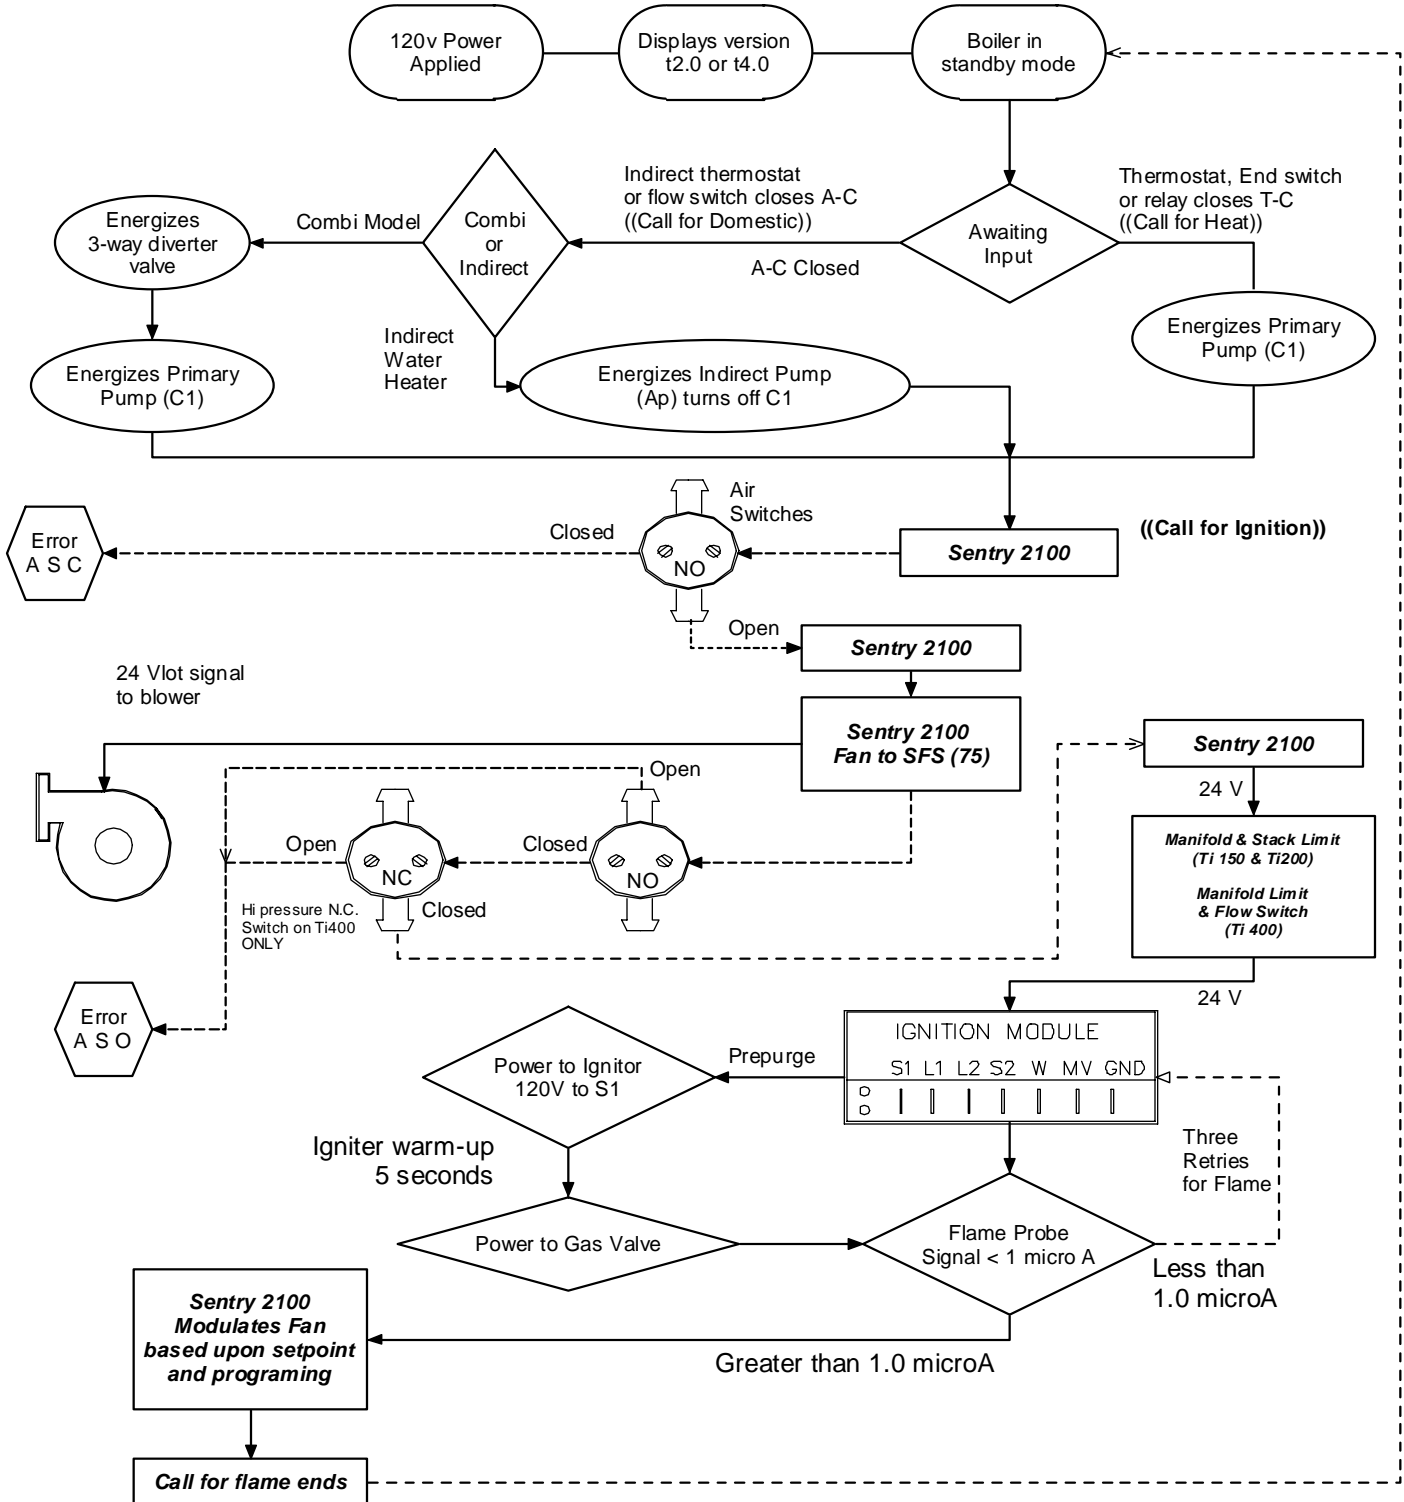 120v Power
Applied
Displays version
t2.0 or t4.0
Boiler in
standby mode
Indirect thermostat
or flow switch closes A-C
((Call for Domestic))
Thermostat, End switch
or relay closes T-C
((Call for Heat))
Energizes
3-way diverter
valve
Combi Model
Combi
or
Indirect
Awaiting
Input
A-C Closed
Indirect
Water
Heater
Energizes Primary
Pump (C1)
Energizes Primary
Pump (C1)
Energizes Indirect Pump
(Ap) turns off C1
Air
Switches
Closed
Error
A S C
NO
Sentry 2100
((Call for Ignition))
Open
Sentry 2100
24 Vlot signal
to blower
Sentry 2100
Fan to SFS (75)
Sentry 2100
Open
24 V
Open
Closed
NC
NO
Closed
Manifold & Stack Limit
(Ti 150 & Ti200)
Manifold Limit
& Flow Switch
(Ti 400)
Hi pressure N.C.
Switch on Ti400
ONLY
24 V
Error
A S O
IGNITION MODULE
S1 L1 L2 S2 W MV GND
Prepurge
Power to Ignitor
120V to S1
Igniter warm-up
5 seconds
Three
Retries
for Flame
Power to Gas Valve
Flame Probe
Signal < 1 micro A
Less than
1.0 microA
Sentry 2100
Modulates Fan
based upon setpoint
and programing
Greater than 1.0 microA
Call for flame ends